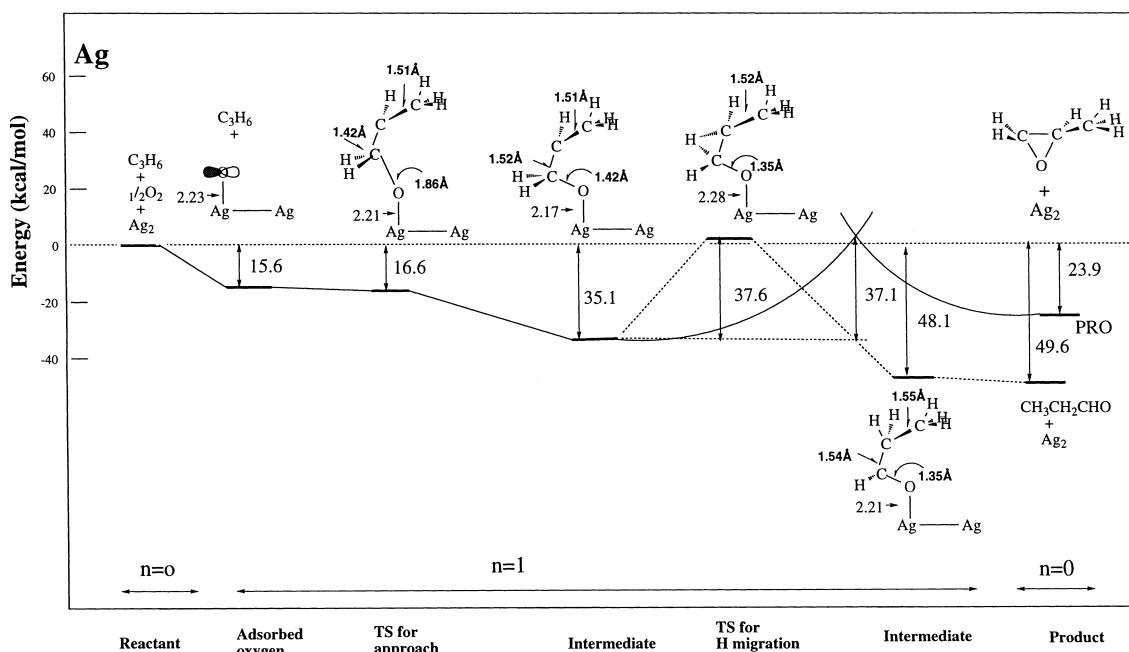 Ag
Energy (kcal/mol)
60
40
20
0
-20
-40
C3H6
+
1/2O2
+
Ag2
C3H6
+
O
2.23
Ag Ag
1.51Å
H
H
C H
H
C
1.42Å
H C
H
1.86Å
O
2.21
Ag Ag
1.51Å
H
H
C H
H
C
1.52Å
H C
H
1.42Å
O
2.17
Ag Ag
1.52Å
H
H
C H
H
C
H
C
H
1.35Å
O
2.28
Ag Ag
H
H C C C H
H
H
H
O
+
Ag2
15.6
16.6
35.1
37.6
37.1
48.1
49.6
23.9
PRO
CH3CH2CHO
+
Ag2
1.55Å
H
H H
C H
H
C
1.54Å
H C
1.35Å
O
2.21
Ag Ag
n=o
n=1
n=0
Reactant
Adsorbed
oxygen
TS for
approach
Intermediate
TS for
H migration
Intermediate
Product